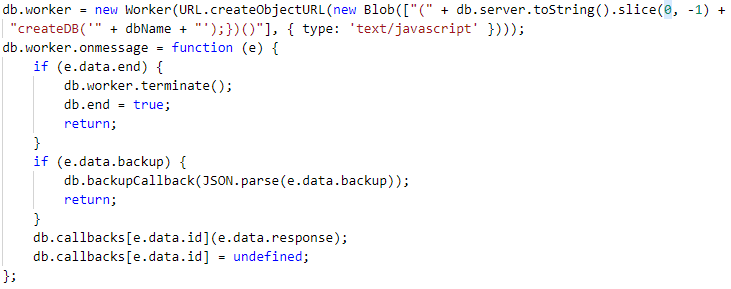 db.worker = new Worker(URL.createObjectURL(new Blob(["(" + db.server.toString().slice(0, -1) +
"createDB('" + dbName + "');})()"], { type: 'text/javascript' })));
db.worker.onmessage = function (e) {
    if (e.data.end) {
        db.worker.terminate();
        db.end = true;
        return;
    }
    if (e.data.backup) {
        db.backupCallback(JSON.parse(e.data.backup));
        return;
    }
    db.callbacks[e.data.id](e.data.response);
    db.callbacks[e.data.id] = undefined;
};